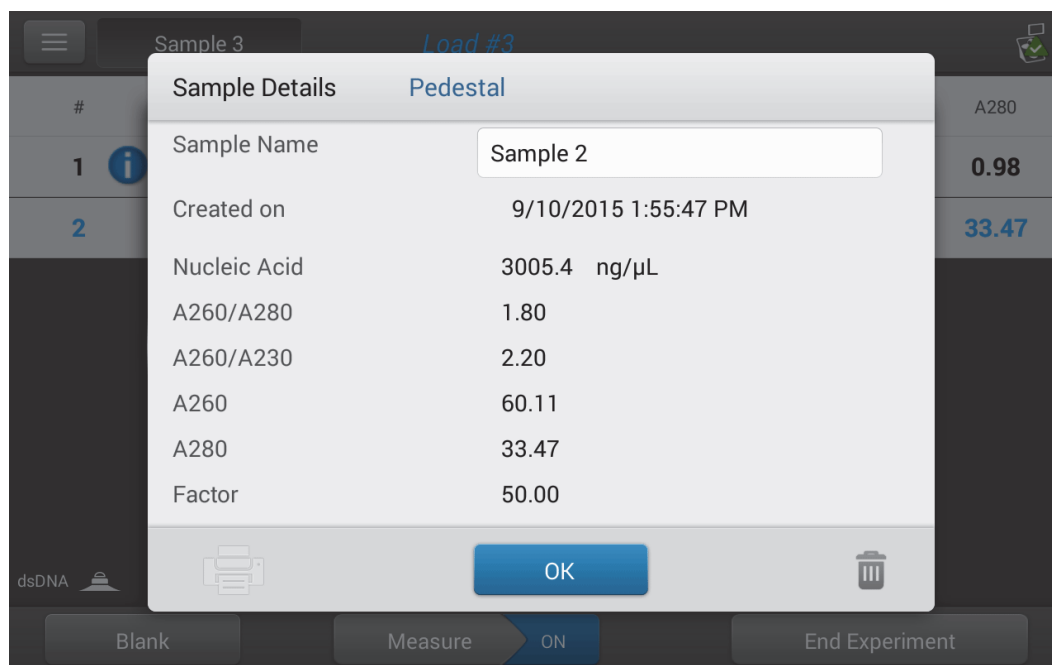 Sample 3 Load #3
Sample Details Pedestal
# A280
Sample Name Sample 2
1 i 0.98
Created on 9/10/2015 1:55:47 PM
2 33.47
Nucleic Acid 3005.4 ng/µL
A260/A280 1.80
A260/A230 2.20
A260 60.11
A280 33.47
Factor 50.00
OK
dsDNA
Blank Measure ON End Experiment